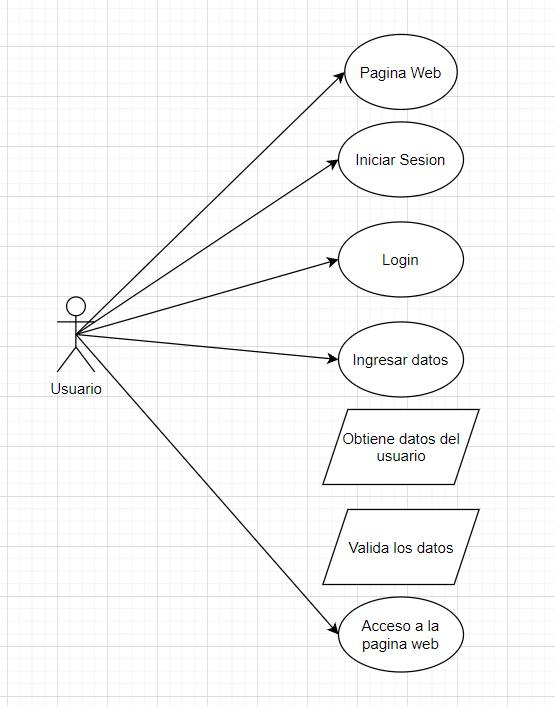 Pagina Web
Iniciar Sesion
Login
Ingresar datos
Usuario
Obtiene datos del
usuario
Valida los datos
Acceso a la
pagina web